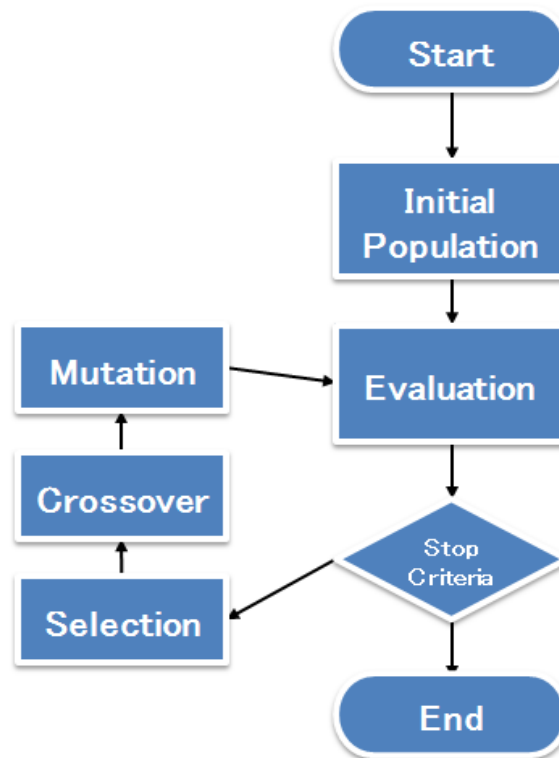 Start
Initial
Population
Evaluation
Mutation
Crossover
Selection
Stop
Criteria
End